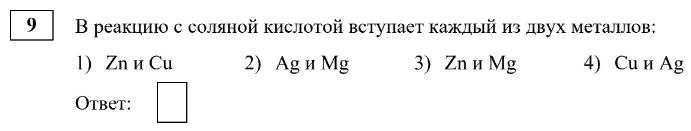 9 В реакцию с соляной кислотой вступает каждый из двух металлов:
1) Zn и Cu 2) Ag и Mg 3) Zn и Mg 4) Cu и Ag
Ответ: